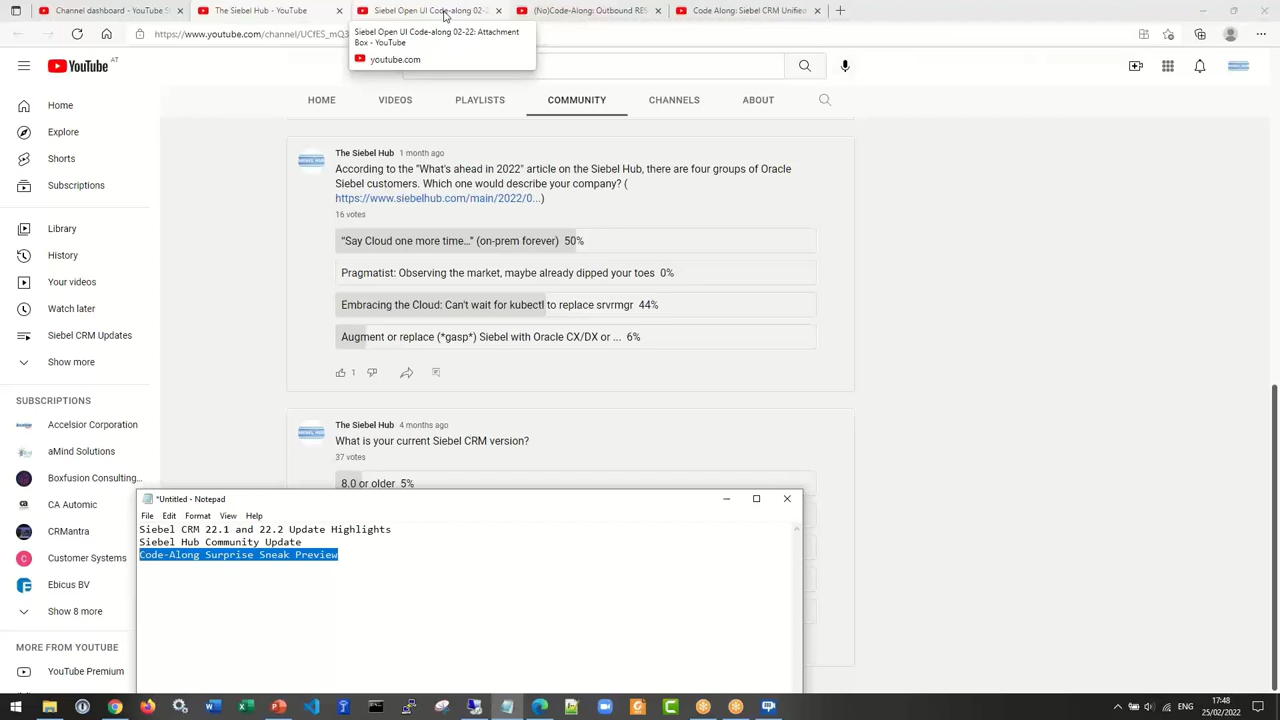 Channel dashboard - YouTube S
The Siebel Hub - YouTube
Siebel Open UI Code-along 02-2
(No)Code-Along: Outbound RES
Code Along: Siebel CRM Unified
https://www.youtube.com/channel/UCfES_mQ3
Siebel Open UI Code-along 02-22: Attachment
Box - YouTube
youtube.com
YouTube AT
HOME
VIDEOS
PLAYLISTS
COMMUNITY
CHANNELS
ABOUT
Home
Explore
Shorts
Subscriptions
Library
History
Your videos
Watch later
Siebel CRM Updates
Show more
SUBSCRIPTIONS
Accelsior Corporation
aMind Solutions
Boxfusion Consulting...
CA Automic
CRMantra
Customer Systems
Ebicus BV
Show 8 more
MORE FROM YOUTUBE
YouTube Premium
The Siebel Hub 1 month ago
According to the "What's ahead in 2022" article on the Siebel Hub, there are four groups of Oracle
Siebel customers. Which one would describe your company? (
https://www.siebelhub.com/main/2022/0...)
16 votes
"Say Cloud one more time..." (on-prem forever) 50%
Pragmatist: Observing the market, maybe already dipped your toes 0%
Embracing the Cloud: Can't wait for kubectl to replace srvrmgr 44%
Augment or replace (*gasp*) Siebel with Oracle CX/DX or ... 6%
1
The Siebel Hub 4 months ago
What is your current Siebel CRM version?
37 votes
8.0 or older 5%
*Untitled - Notepad
File Edit Format View Help
Siebel CRM 22.1 and 22.2 Update Highlights
Siebel Hub Community Update
Code-Along Surprise Sneak Preview
ENG
17:48
25/02/2022